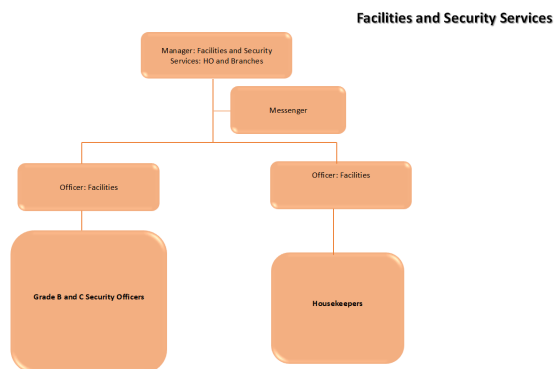 Facilities and Security Services
Manager: Facilities and Security
Services: HO and Branches
Messenger
Officer: Facilities
Officer: Facilities
Grade B and C Security Officers
Housekeepers